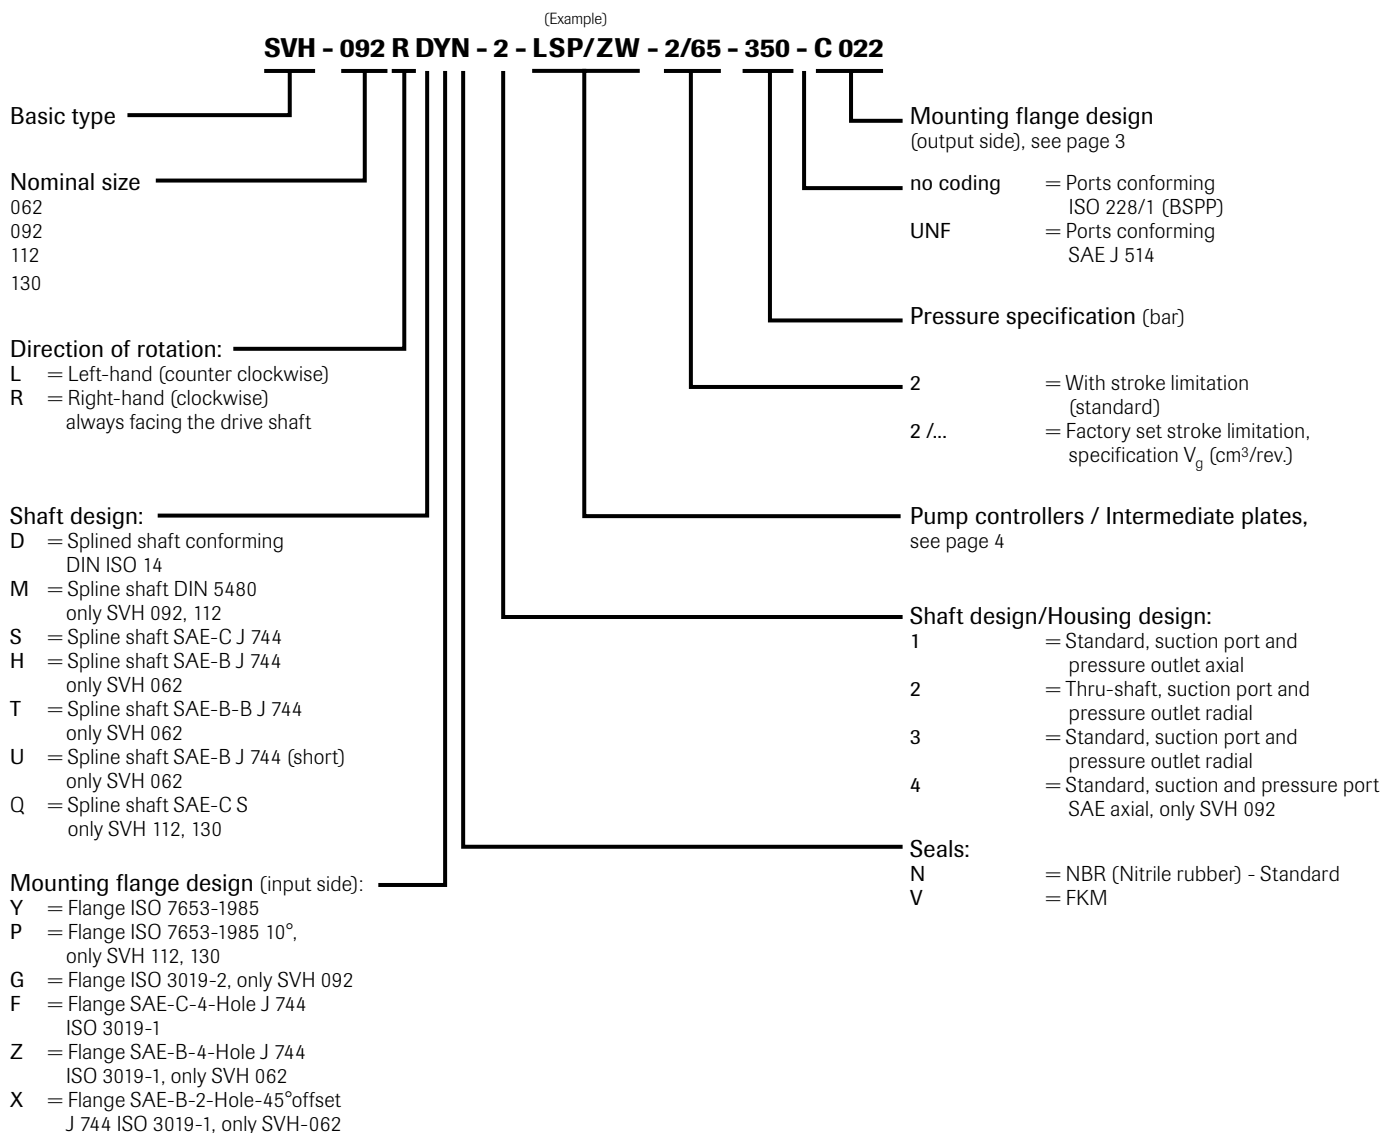 (Example)
SVH - 092 R DYN - 2 - LSP/ZW - 2/65 - 350 - C 022
Basic type
Nominal size
062
092
112
130
Direction of rotation:
L = Left-hand (counter clockwise)
R = Right-hand (clockwise)
always facing the drive shaft
Shaft design:
D = Splined shaft conforming
DIN ISO 14
M = Spline shaft DIN 5480
only SVH 092, 112
S = Spline shaft SAE-C J 744
H = Spline shaft SAE-B J 744
only SVH 062
T = Spline shaft SAE-B-B J 744
only SVH 062
U = Spline shaft SAE-B J 744 (short)
only SVH 062
Q = Spline shaft SAE-C S
only SVH 112, 130
Mounting flange design (input side):
Y = Flange ISO 7653-1985
P = Flange ISO 7653-1985 10°,
only SVH 112, 130
G = Flange ISO 3019-2, only SVH 092
F = Flange SAE-C-4-Hole J 744
ISO 3019-1
Z = Flange SAE-B-4-Hole J 744
ISO 3019-1, only SVH 062
X = Flange SAE-B-2-Hole-45°offset
J 744 ISO 3019-1, only SVH-062
Mounting flange design
(output side), see page 3
no coding = Ports conforming
ISO 228/1 (BSPP)
UNF = Ports conforming
SAE J 514
Pressure specification (bar)
2 = With stroke limitation
(standard)
2 /... = Factory set stroke limitation,
specification Vg (cm³/rev.)
Pump controllers / Intermediate plates,
see page 4
Shaft design/Housing design:
1 = Standard, suction port and
pressure outlet axial
2 = Thru-shaft, suction port and
pressure outlet radial
3 = Standard, suction port and
pressure outlet radial
4 = Standard, suction and pressure port
SAE axial, only SVH 092
Seals:
N = NBR (Nitrile rubber) - Standard
V = FKM